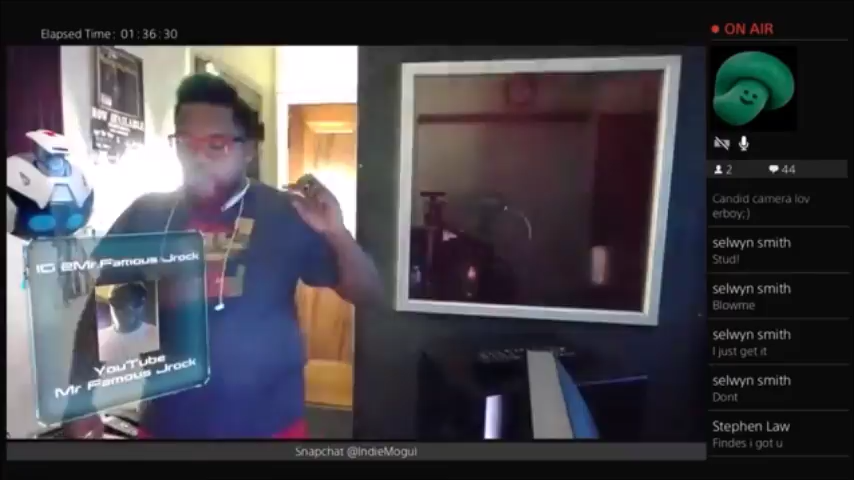 Elapsed Time: 01:36:30
ON AIR
2
44
Candid camera lov
erboy;)
selwyn smith
Stud!
selwyn smith
Blowme
selwyn smith
I just get it
selwyn smith
Dont
Stephen Law
Findes i got u
NOW AVAILABLE
IG @Mr.Famous Jrock
YouTube
Mr Famous Jrock
Snapchat @IndieMogul